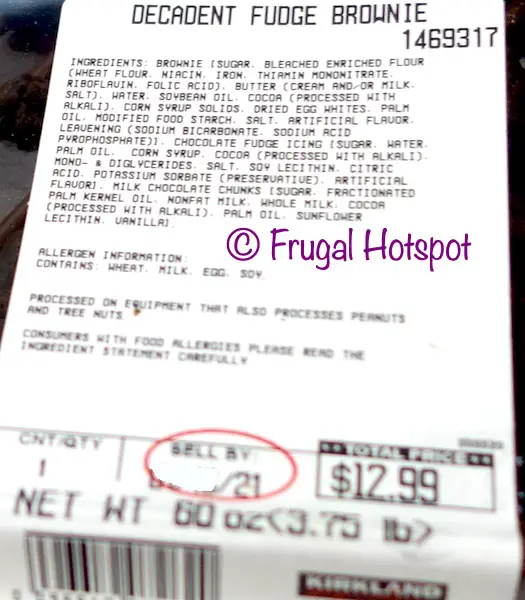 DECADENT FUDGE BROWNIE
1469317
INGREDIENTS: BROWNIE (SUGAR, BLEACHED ENRICHED FLOUR
(WHEAT FLOUR, NIACIN, IRON, THIAMIN MONONITRATE,
RIBOFLAVIN, FOLIC ACID), BUTTER (CREAM AND/OR MILK,
SALT), WATER, SOYBEAN OIL, COCOA (PROCESSED WITH
ALKALI), CORN SYRUP SOLIDS, DRIED EGG WHITES, PALM
OIL, MODIFIED FOOD STARCH, SALT, ARTIFICIAL FLAVOR,
LEAVENING (SODIUM BICARBONATE, SODIUM ACID
PYROPHOSPHATE)), CHOCOLATE FUDGE ICING (SUGAR, WATER,
PALM OIL, CORN SYRUP, COCOA (PROCESSED WITH ALKALI),
MONO- & DIGLYCERIDES, SALT, SOY LECITHIN, CITRIC
ACID, POTASSIUM SORBATE (PRESERVATIVE), ARTIFICIAL
FLAVOR), MILK CHOCOLATE CHUNKS (SUGAR, FRACTIONATED
PALM KERNEL OIL, NONFAT MILK, WHOLE MILK, COCOA
(PROCESSED WITH ALKALI), PALM OIL, SUNFLOWER
LECITHIN, VANILLA).
© Frugal Hotspot
ALLERGEN INFORMATION:
CONTAINS: WHEAT, MILK, EGG, SOY
PROCESSED ON EQUIPMENT THAT ALSO PROCESSES PEANUTS
AND TREE NUTS
CONSUMERS WITH FOOD ALLERGIES PLEASE READ THE
INGREDIENT STATEMENT CAREFULLY
CNT/QTY SELL BY: TOTAL PRICE
1 /21 $12.99
NET WT 60 oz (3.75 lb)
KIRKLAND